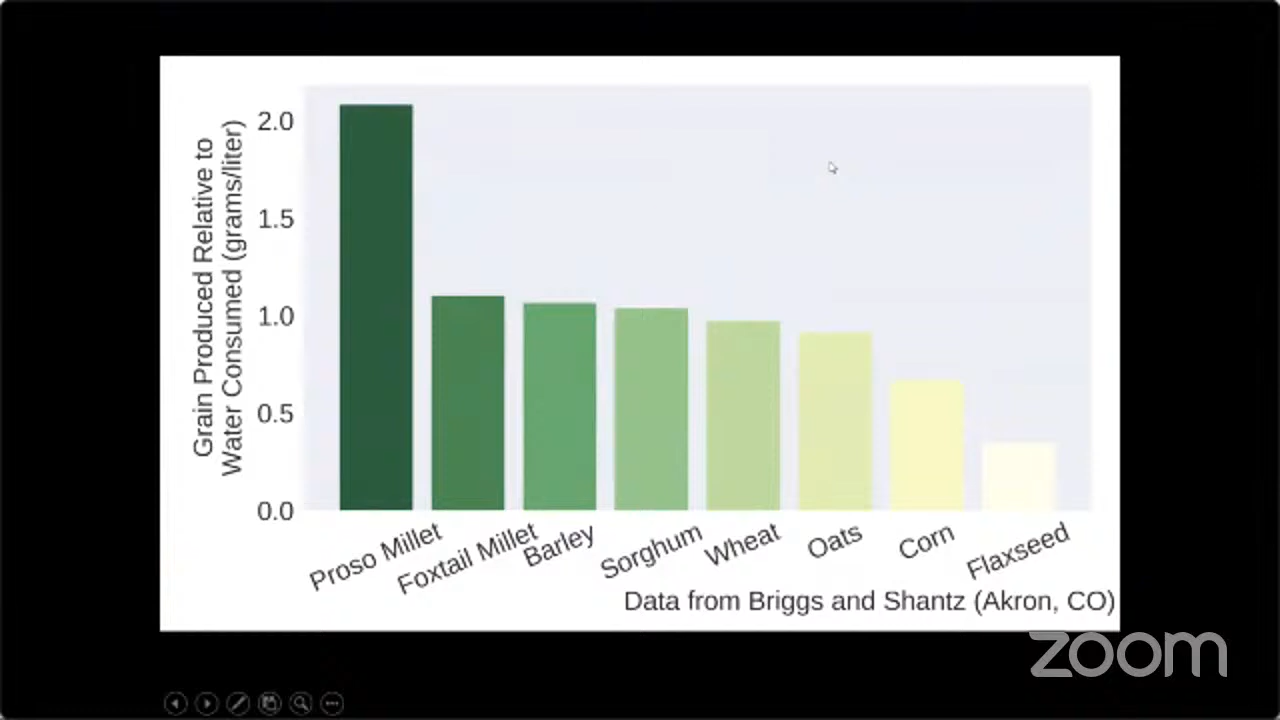 Grain Produced Relative to
Water Consumed (grams/liter)
2.0
1.5
1.0
0.5
0.0
Proso Millet
Foxtail Millet
Barley
Sorghum
Wheat
Oats
Corn
Flaxseed
Data from Briggs and Shantz (Akron, CO)
zoom